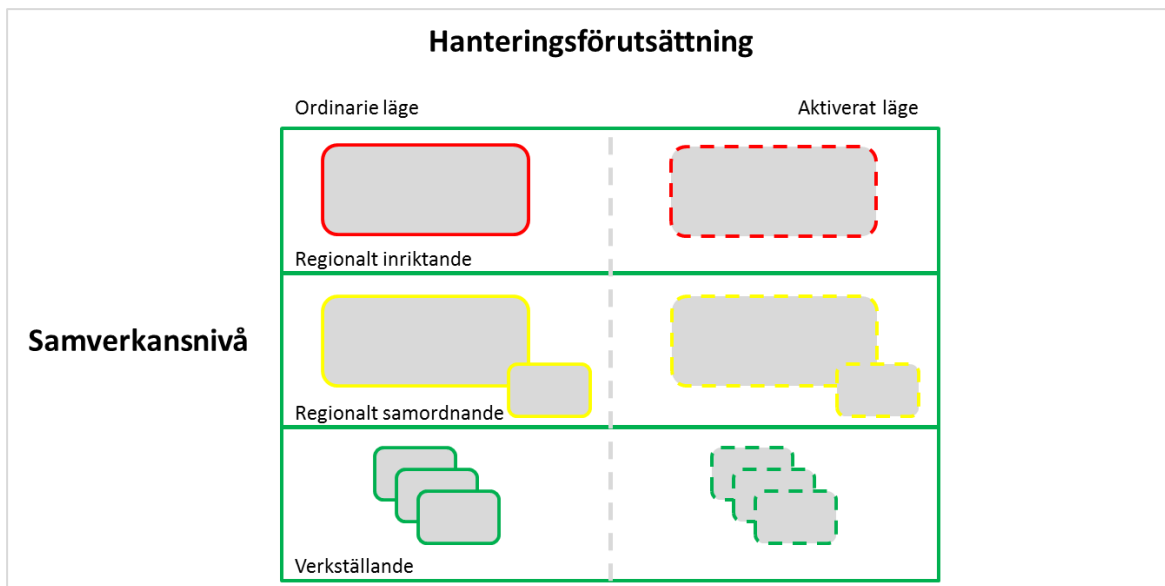 Hanteringsförutsättning
Ordinarie läge
Aktiverat läge
Regionalt inriktande
Samverkansnivå
Regionalt samordnande
Verkställande